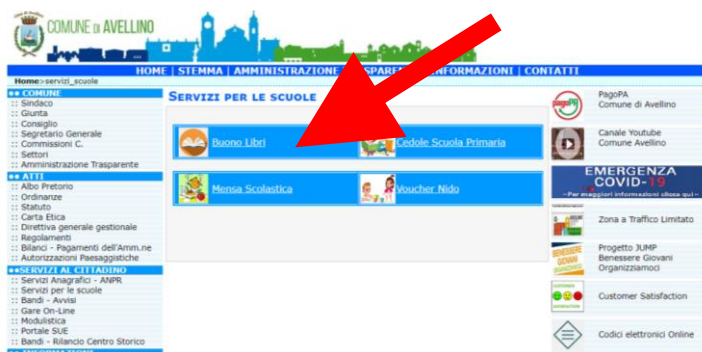 COMUNE DI AVELLINO
HOME | STEMMA | AMMINISTRAZIONE | CONTATTI
Home>servizi_scuole
COMUNE
:: Sindaco
:: Giunta
:: Consiglio
:: Segretario Generale
:: Commissioni C.
:: Settori
:: Amministrazione Trasparente
ATTI
:: Albo Pretorio
:: Ordinanze
:: Statuto
:: Carta Etica
:: Direttiva generale gestionale
:: Regolamenti
:: Bilanci - Pagamenti dell'Amm.ne
:: Autorizzazioni Paesaggistiche
SERVIZI AL CITTADINO
:: Servizi Anagrafici - ANPR
:: Servizi per le scuole
:: Bandi - Avvisi
:: Gare On-Line
:: Modulistica
:: Portale SUE
:: Bandi - Rilancio Centro Storico
SERVIZI PER LE SCUOLE
Buono Libri
Cedole Scuola Primaria
Mensa Scolastica
Voucher Nido
pagoPA
PagoPA
Comune di Avellino
Canale Youtube
Comune Avellino
EMERGENZA
COVID-19
~Per maggiori informazioni clicca qui~
Zona a Traffico Limitato
BENESSERE
GIOVANI
Progetto JUMP
Benessere Giovani
Organizziamoci
Customer Satisfaction
Codici elettronici Online